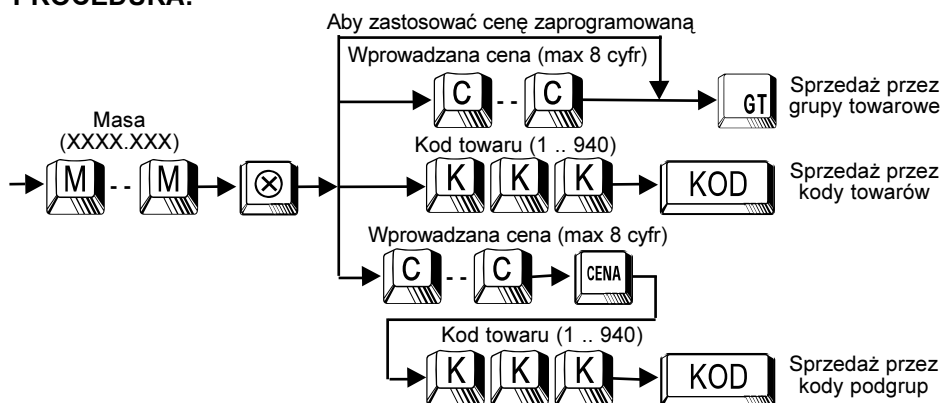 PROCEDURA:
Aby zastosować cenę zaprogramowaną
Wprowadzana cena (max 8 cyfr)
C - - C GT
Sprzedaż przez
grupy towarowe
Masa
(XXXX.XXX)
M - - M ⊗
Kod towaru (1 .. 940)
K K K KOD
Sprzedaż przez
kody towarów
Wprowadzana cena (max 8 cyfr)
C - - C CENA
Kod towaru (1 .. 940)
K K K KOD
Sprzedaż przez
kody podgrup